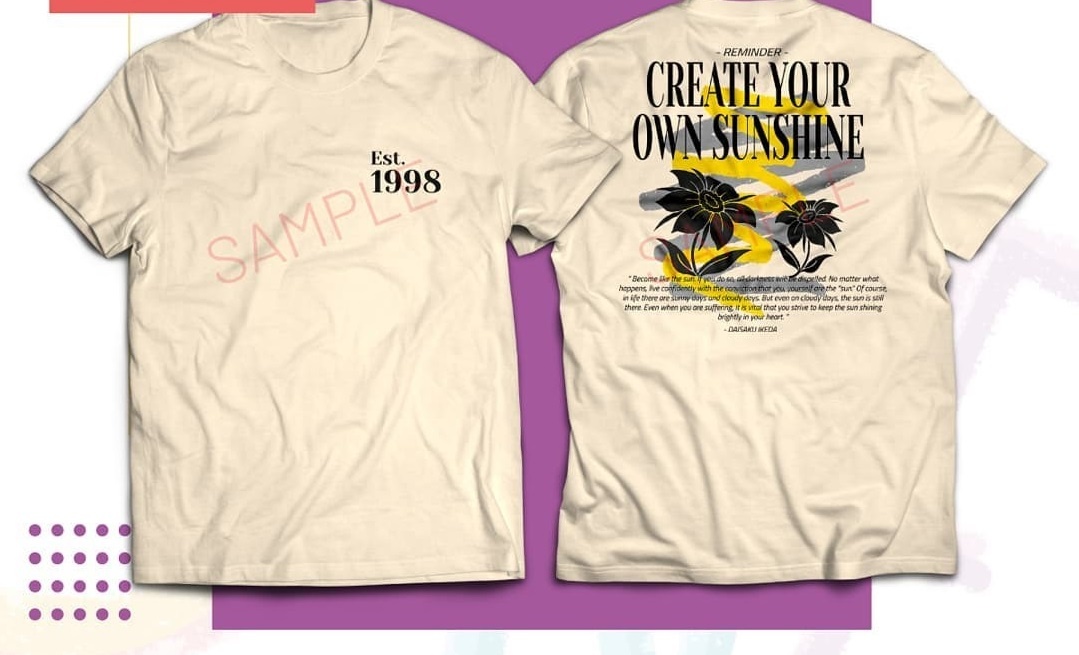 Est.
1998
SAMPLE
- REMINDER -
CREATE YOUR
OWN SUNSHINE
SAMPLE
" Become like the sun. If you do so, all darkness will be dispelled. No matter what
happens, live confidently with the conviction that you, yourself are the "sun." Of course,
in life there are sunny days and cloudy days. But even on cloudy days, the sun is still
there. Even when you are suffering, it is vital that you strive to keep the sun shining
brightly in your heart. "
- DAISAKU IKEDA